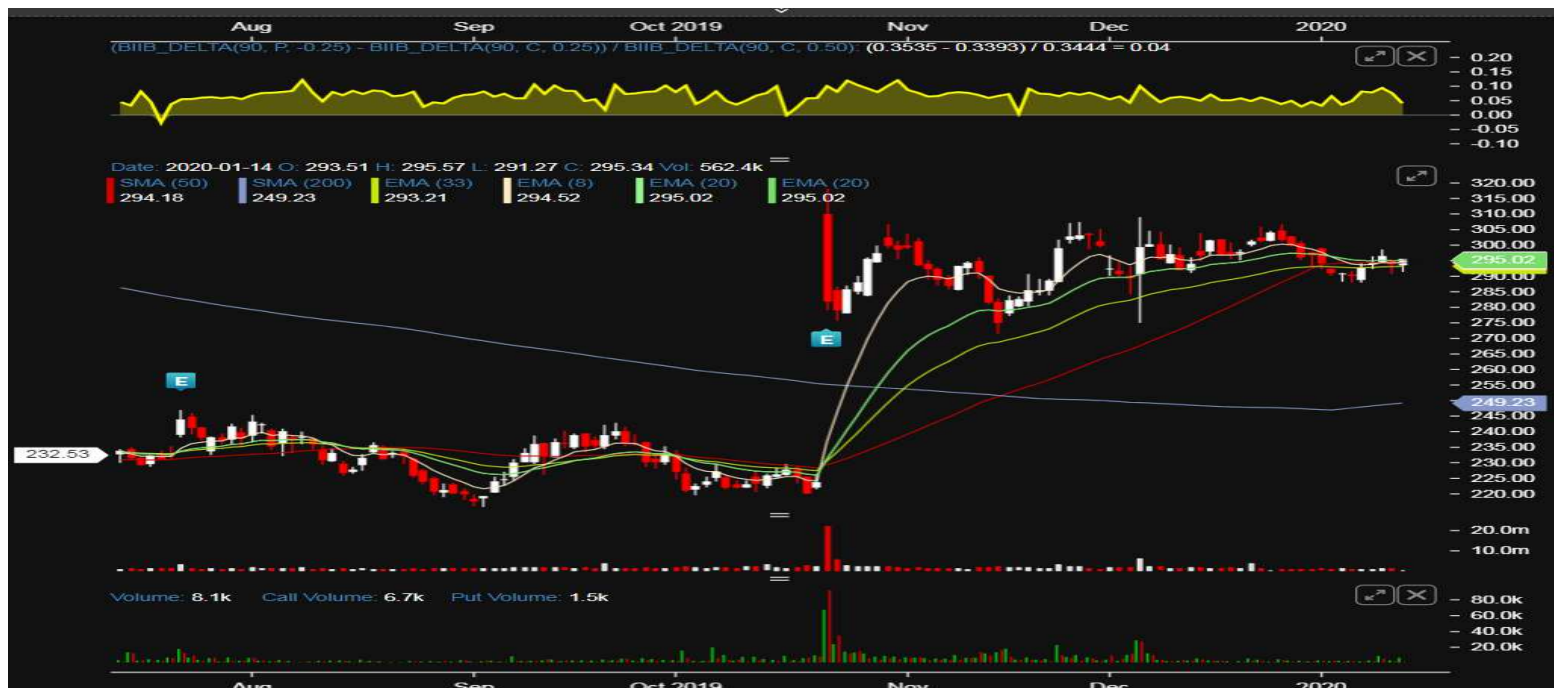 Aug Sep Oct 2019 Nov Dec 2020
(BIIB_DELTA(90, P, -0.25) - BIIB_DELTA(90, C, 0.25)) / BIIB_DELTA(90, C, 0.50): (0.3535 - 0.3393) / 0.3444 = 0.04
0.20
0.15
0.10
0.05
0.00
-0.05
-0.10
Date: 2020-01-14 O: 293.51 H: 295.57 L: 291.27 C: 295.34 Vol: 562.4k
SMA (50) SMA (200) EMA (33) EMA (8) EMA (20) EMA (20)
294.18 249.23 293.21 294.52 295.02 295.02
320.00
315.00
310.00
305.00
300.00
295.02
290.00
285.00
280.00
275.00
270.00
265.00
260.00
255.00
249.23
245.00
240.00
235.00
230.00
225.00
220.00
E
E
232.53
20.0m
10.0m
Volume: 8.1k Call Volume: 6.7k Put Volume: 1.5k
80.0k
60.0k
40.0k
20.0k
Aug Sep Oct 2019 Nov Dec 2020